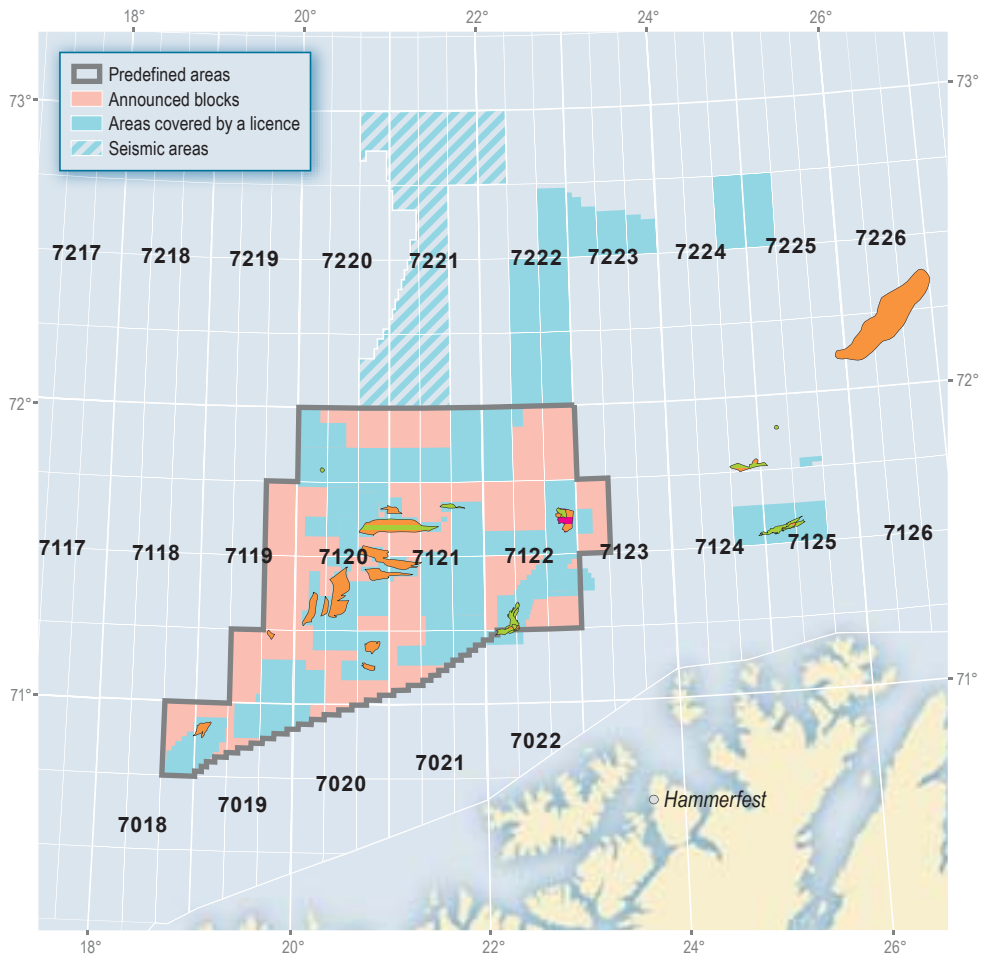 18° 20° 22° 24° 26°
Predefined areas
Announced blocks
Areas covered by a licence
Seismic areas
73° 73°
7217 7218 7219 7220 7221 7222 7223 7224 7225 7226
72° 72°
7117 7118 7119 7120 7121 7122 7123 7124 7125 7126
71° 71°
7018 7019 7020 7021 7022
Hammerfest
18° 20° 22° 24° 26°